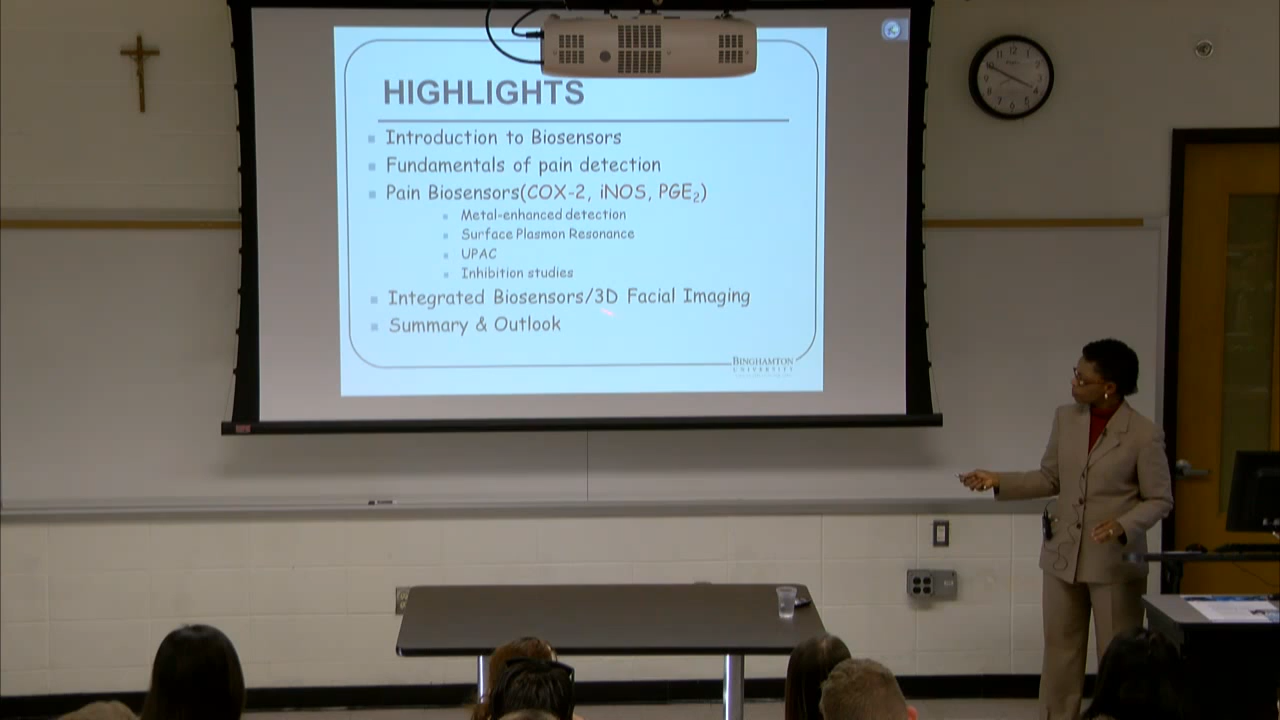 HIGHLIGHTS
Introduction to Biosensors
Fundamentals of pain detection
Pain Biosensors(COX-2, iNOS, PGE₂)
Metal-enhanced detection
Surface Plasmon Resonance
UPAC
Inhibition studies
Integrated Biosensors/3D Facial Imaging
Summary & Outlook
BINGHAMTON
UNIVERSITY